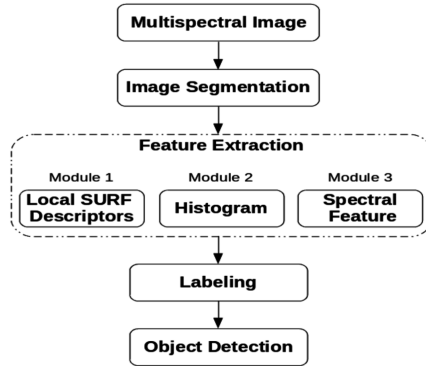 Multispectral Image
Image Segmentation
Feature Extraction
Module 1
Module 2
Module 3
Local SURF
Descriptors
Histogram
Spectral
Feature
Labeling
Object Detection